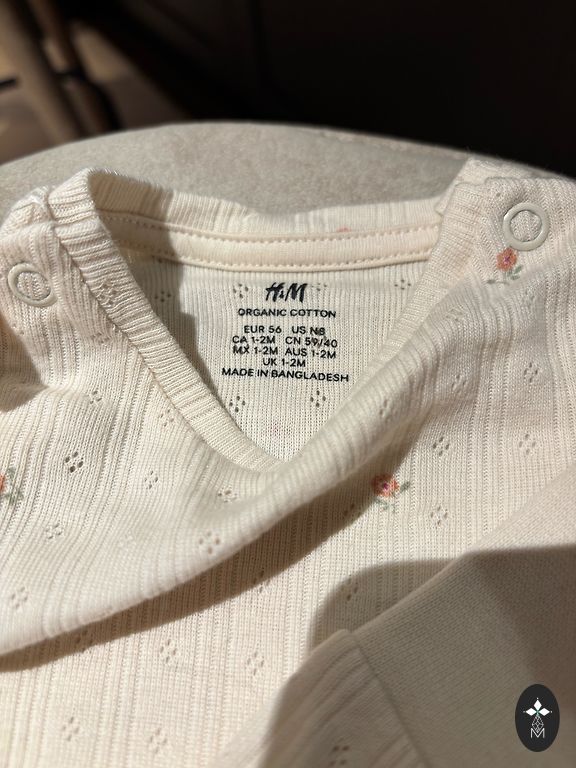 H&M
ORGANIC COTTON
EUR 56 US NB
CA 1-2M CN 59/40
MX 1-2M AUS 1-2M
UK 1-2M
MADE IN BANGLADESH
M